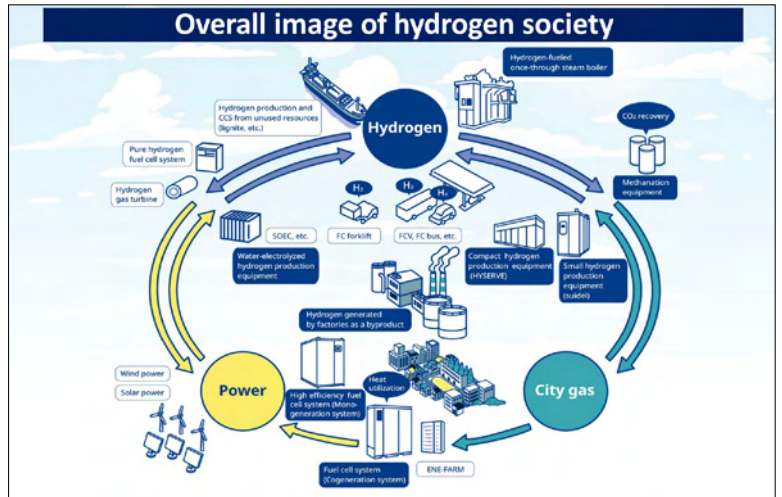 Overall image of hydrogen society
Hydrogen-fueled
once-through steam boiler
Hydrogen production and
CCS from unused resources
(lignite, etc.)
Hydrogen
CO₂ recovery
Pure hydrogen
fuel cell system
Methanation
equipment
Hydrogen
gas turbine
H₂
H₂
H₂
SOEC, etc.
FC forklift
FCV, FC bus, etc.
Water-electrolyzed
hydrogen production
equipment
Compact hydrogen
production equipment
(HYSERVE)
Small hydrogen
production
equipment
(suidel)
Hydrogen generated
by factories as a byproduct
Wind power
Solar power
Power
High efficiency fuel
cell system (Mono-
generation system)
Heat
utilization
City gas
Fuel cell system
(Cogeneration system)
ENE-FARM